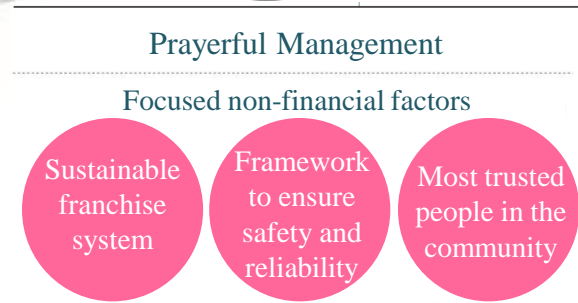 Prayerful Management
Focused non-financial factors
Sustainable
franchise
system
Framework
to ensure
safety and
reliability
Most trusted
people in the
community